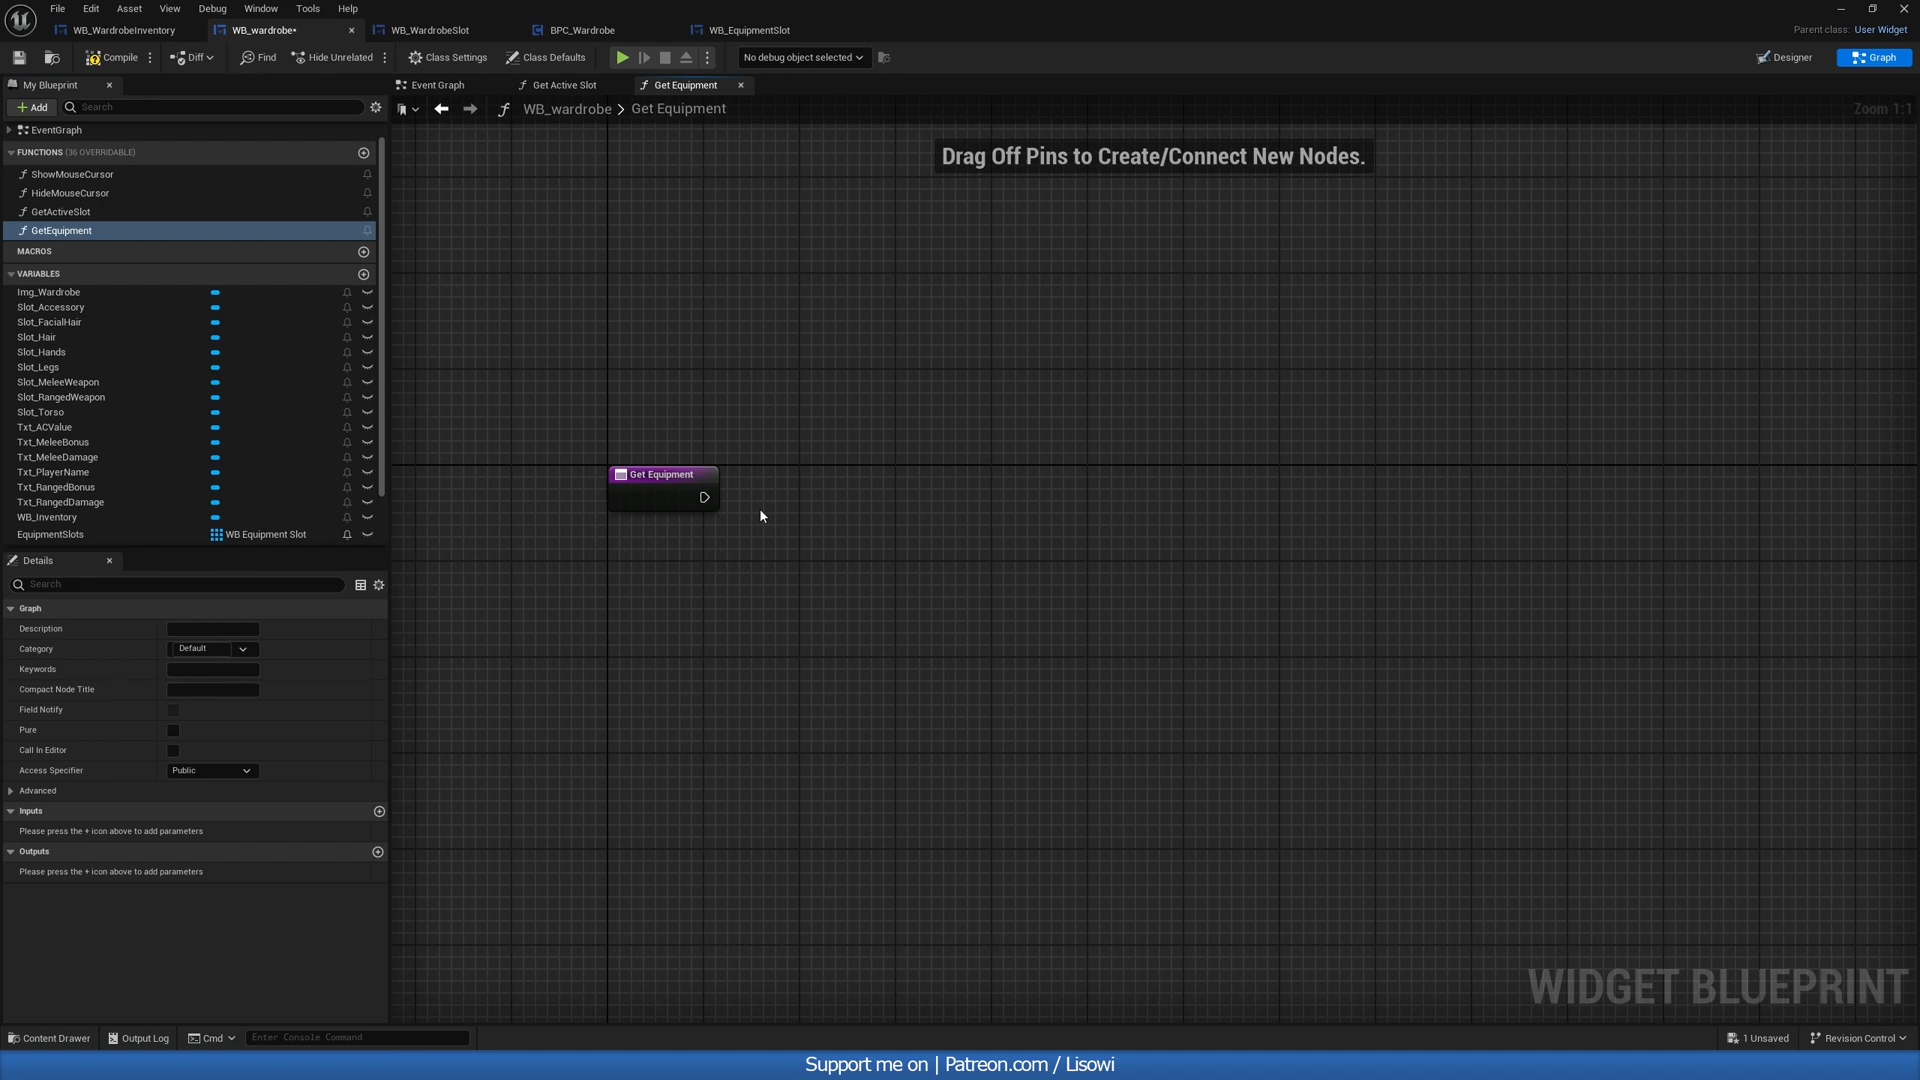 File Edit Asset View Debug Window Tools Help
WB_WardrobeInventory WB_wardrobe* WB_WardrobeSlot BPC_Wardrobe WB_EquipmentSlot
Parent class: User Widget
Compile Diff Find Hide Unrelated Class Settings Class Defaults No debug object selected Designer Graph
My Blueprint Event Graph Get Active Slot Get Equipment
Add Search WB_wardrobe > Get Equipment Zoom 1:1
EventGraph
FUNCTIONS (36 OVERRIDABLE)
Drag Off Pins to Create/Connect New Nodes.
ShowMouseCursor
HideMouseCursor
GetActiveSlot
GetEquipment
MACROS
VARIABLES
Img_Wardrobe
Slot_Accessory
Slot_FacialHair
Slot_Hair
Slot_Hands
Slot_Legs
Slot_MeleeWeapon
Slot_RangedWeapon
Slot_Torso
Txt_ACValue
Txt_MeleeBonus
Txt_MeleeDamage
Txt_PlayerName
Txt_RangedBonus
Txt_RangedDamage
WB_Inventory
EquipmentSlots WB Equipment Slot
Get Equipment
Details
Search
Graph
Description
Category Default
Keywords
Compact Node Title
Field Notify
Pure
Call In Editor
Access Specifier Public
Advanced
Inputs
Please press the + icon above to add parameters
Outputs
Please press the + icon above to add parameters
WIDGET BLUEPRINT
Content Drawer Output Log Cmd Enter Console Command 1 Unsaved Revision Control
Support me on | Patreon.com / Lisowi